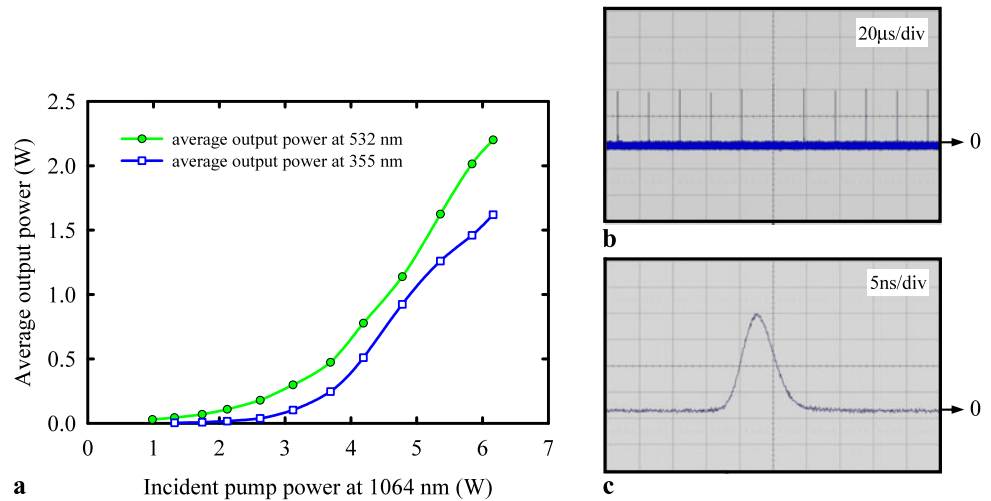 2.5
2.0
1.5
1.0
0.5
0.0
Average output power (W)
average output power at 532 nm
average output power at 355 nm
0 1 2 3 4 5 6 7
Incident pump power at 1064 nm (W)
a
20μs/div
0
b
5ns/div
0
c